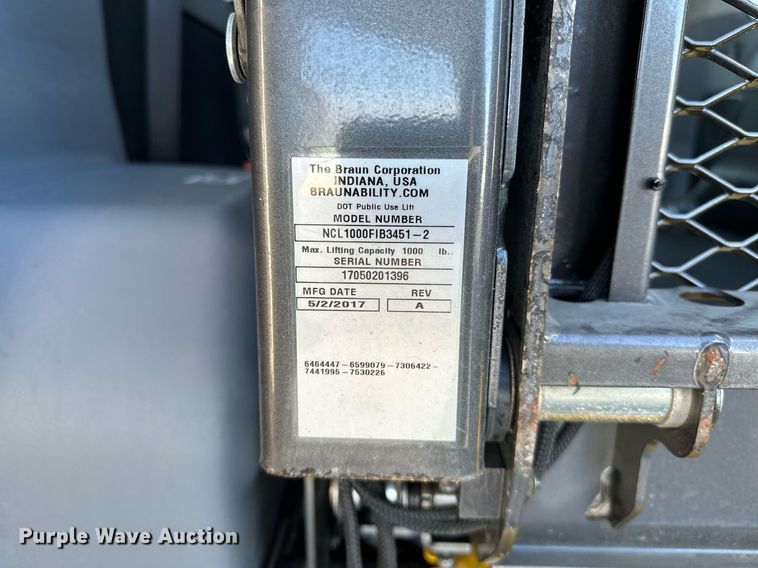 The Braun Corporation
INDIANA, USA
BRAUNABILITY.COM
DOT Public Use Lift
MODEL NUMBER
NCL1000FIB3451-2
Max. Lifting Capacity 1000 lb.
SERIAL NUMBER
17050201396
MFG DATE REV
5/2/2017 A
6464447-6599079-7306422-
7441995-7530226
Purple Wave Auction